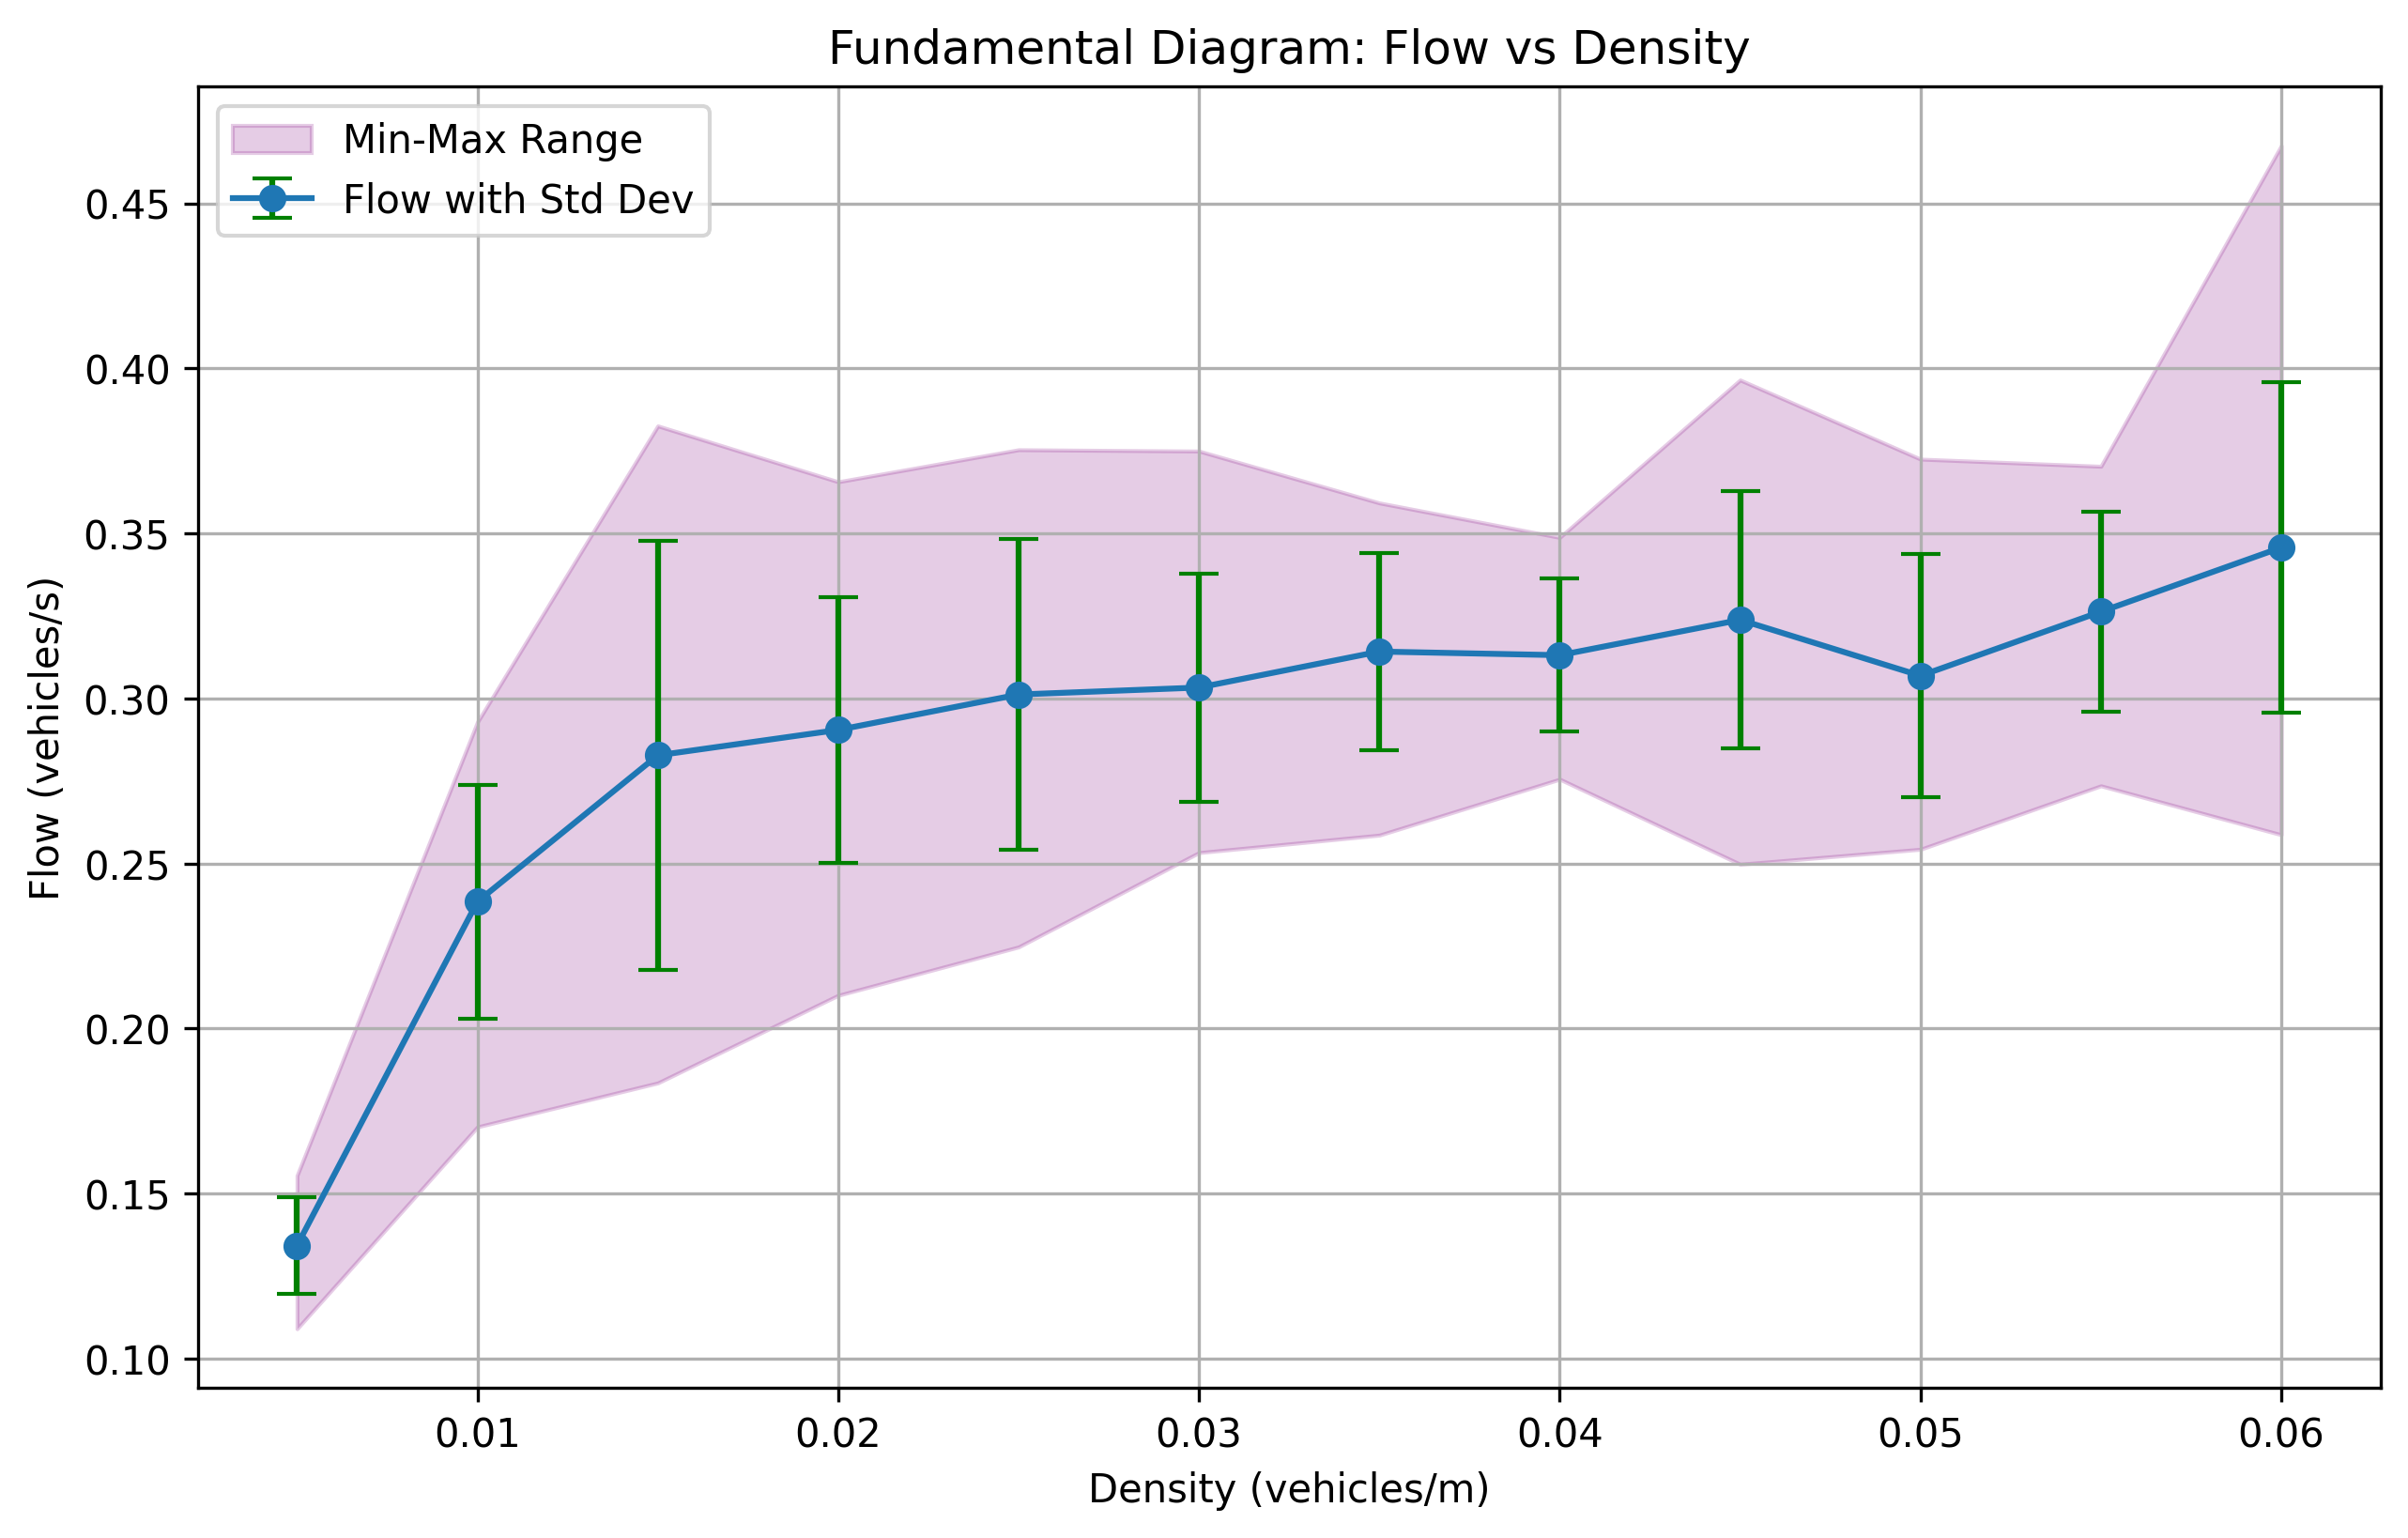 Fundamental Diagram: Flow vs Density
Min-Max Range
Flow with Std Dev
Flow (vehicles/s)
0.45
0.40
0.35
0.30
0.25
0.20
0.15
0.10
0.01 0.02 0.03 0.04 0.05 0.06
Density (vehicles/m)